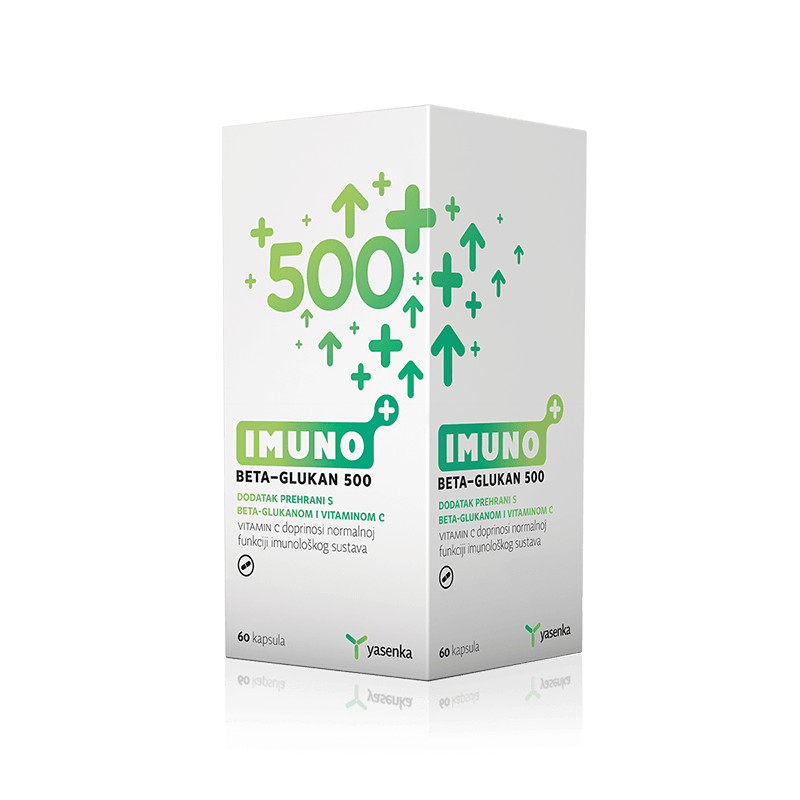 500
IMUNO
BETA–GLUKAN 500
DODATAK PREHRANI S
BETA-GLUKANOM I VITAMINOM C
VITAMIN C doprinosi normalnoj
funkciji imunološkog sustava
60 kapsula
yasenka
IMUNO
BETA–GLUKAN 500
DODATAK PREHRANI S
BETA-GLUKANOM I VITAMINOM C
VITAMIN C doprinosi normalnoj
funkciji imunološkog sustava
60 kapsula
yasenka